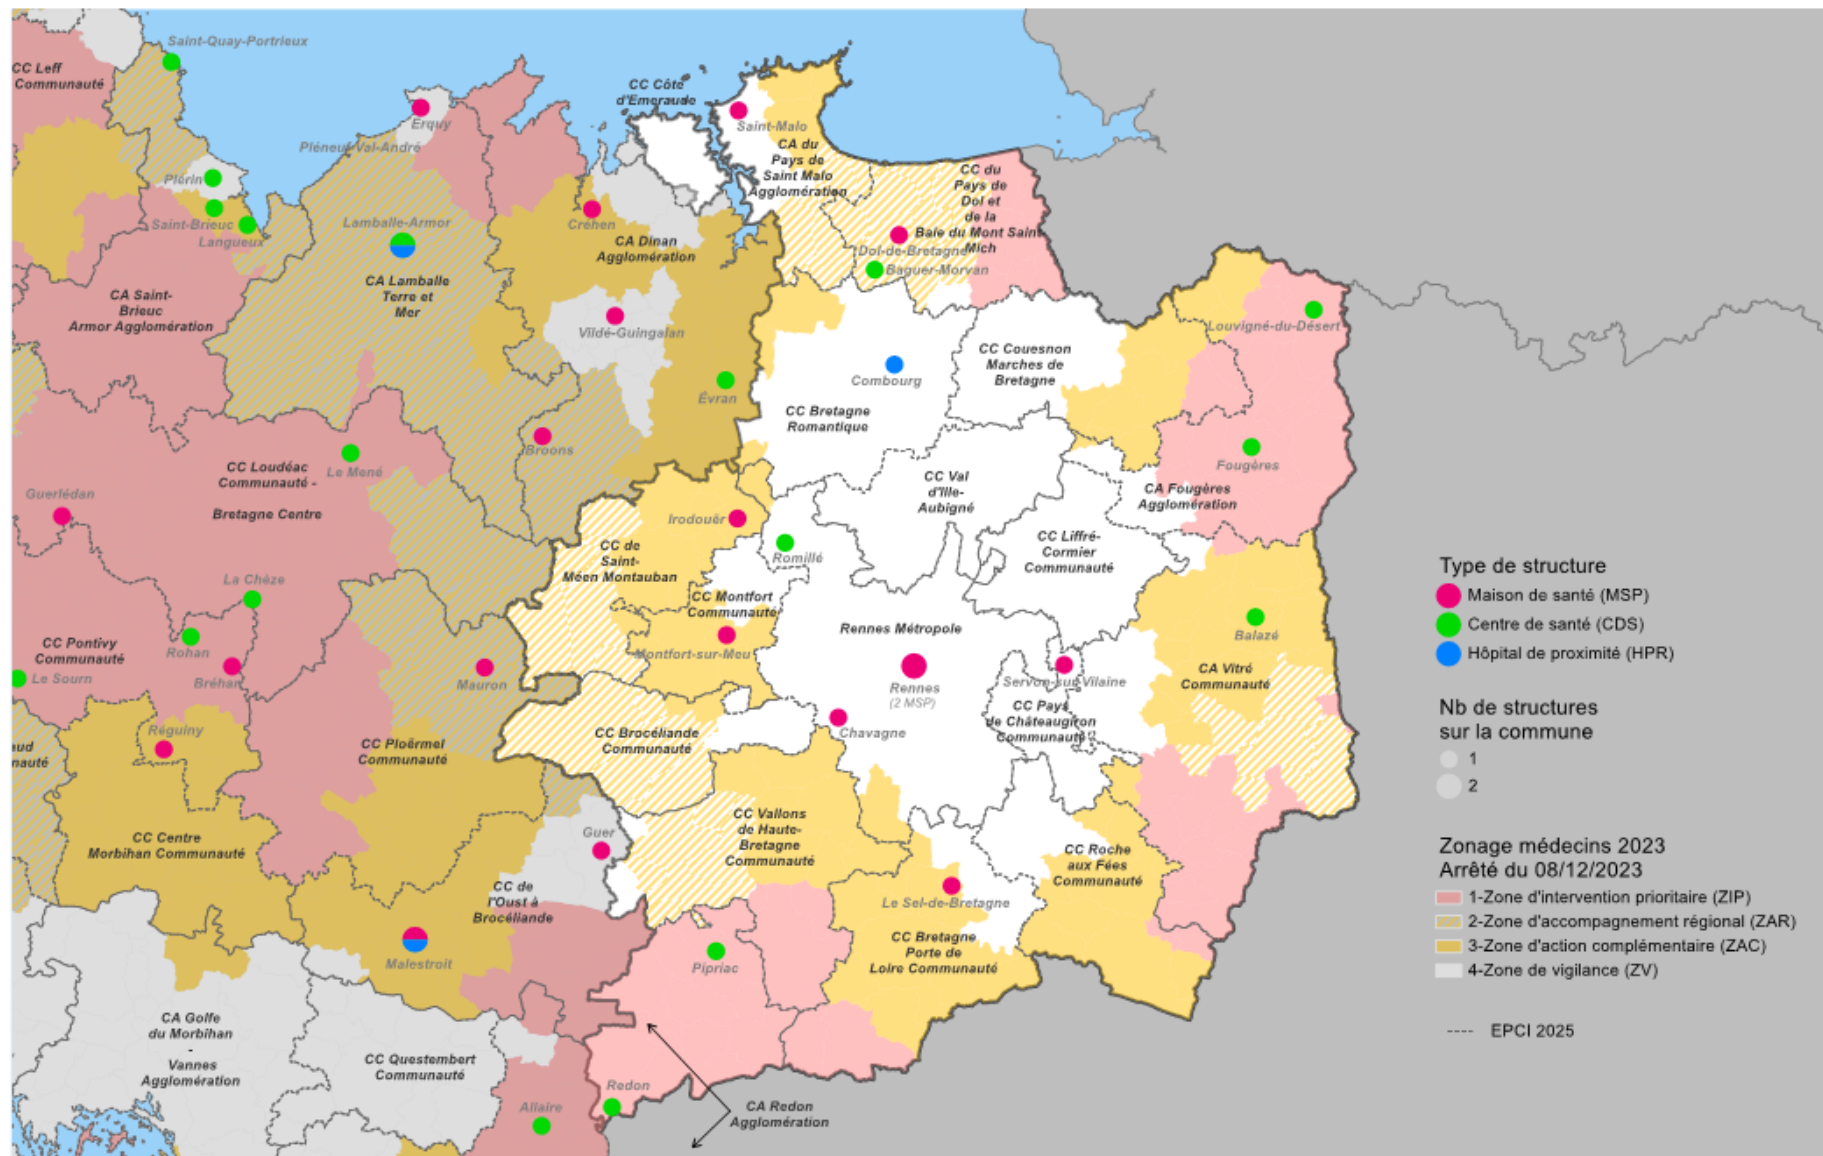 Saint-Quay-Portrieux
CC Leff
Communauté
CC Côte
d'Emeraude
Erquy
Pléneuf-Val-André
Saint-Malo
CA du
Pays de
Saint Malo
Agglomération
CC du
Pays de
Dol et
de la
Baie du Mont Saint
Mich
Plérin
Saint-Brieuc
Langueux
Lamballe-Armor
Créhen
CA Dinan
Agglomération
Dol-de-Bretagne
Baguer-Morvan
CA Lamballe
Terre et
Mer
CA Saint-
Brieuc
Armor Agglomération
Vildé-Guingalan
Louvigné-du-Désert
CC Couesnon
Marches de
Bretagne
Combourg
Évran
CC Bretagne
Romantique
Broons
Le Mené
CC Loudéac
Communauté -
Bretagne Centre
Guerlédan
CC Val
d'Ille-
Aubigné
Fougères
CA Fougères
Agglomération
Irodouër
CC de
Saint-
Méen Montauban
Romillé
CC Liffré-
Cormier
Communauté
La Chèze
CC Montfort
Communauté
Rennes Métropole
Balazé
CC Pontivy
Communauté
Rohan
Le Sourn
Bréhan
Mauron
Montfort-sur-Meu
Rennes
(2 MSP)
Servon-sur-Vilaine
CA Vitré
Communauté
CC Pays
de Châteaugiron
Communauté
Réguiny
aud
nauté
CC Ploërmel
Communauté
CC Brocéliande
Communauté
Chavagne
CC Centre
Morbihan Communauté
Guer
CC Vallons
de Haute-
Bretagne
Communauté
CC Roche
aux Fées
Communauté
CC de
l'Oust à
Brocéliande
Le Sel-de-Bretagne
Malestroit
Pipriac
CC Bretagne
Porte de
Loire Communauté
CA Golfe
du Morbihan
-
Vannes
Agglomération
CC Questembert
Communauté
Redon
Allaire
CA Redon
Agglomération
Type de structure
Maison de santé (MSP)
Centre de santé (CDS)
Hôpital de proximité (HPR)
Nb de structures
sur la commune
1
2
Zonage médecins 2023
Arrêté du 08/12/2023
1-Zone d'intervention prioritaire (ZIP)
2-Zone d'accompagnement régional (ZAR)
3-Zone d'action complémentaire (ZAC)
4-Zone de vigilance (ZV)
EPCI 2025